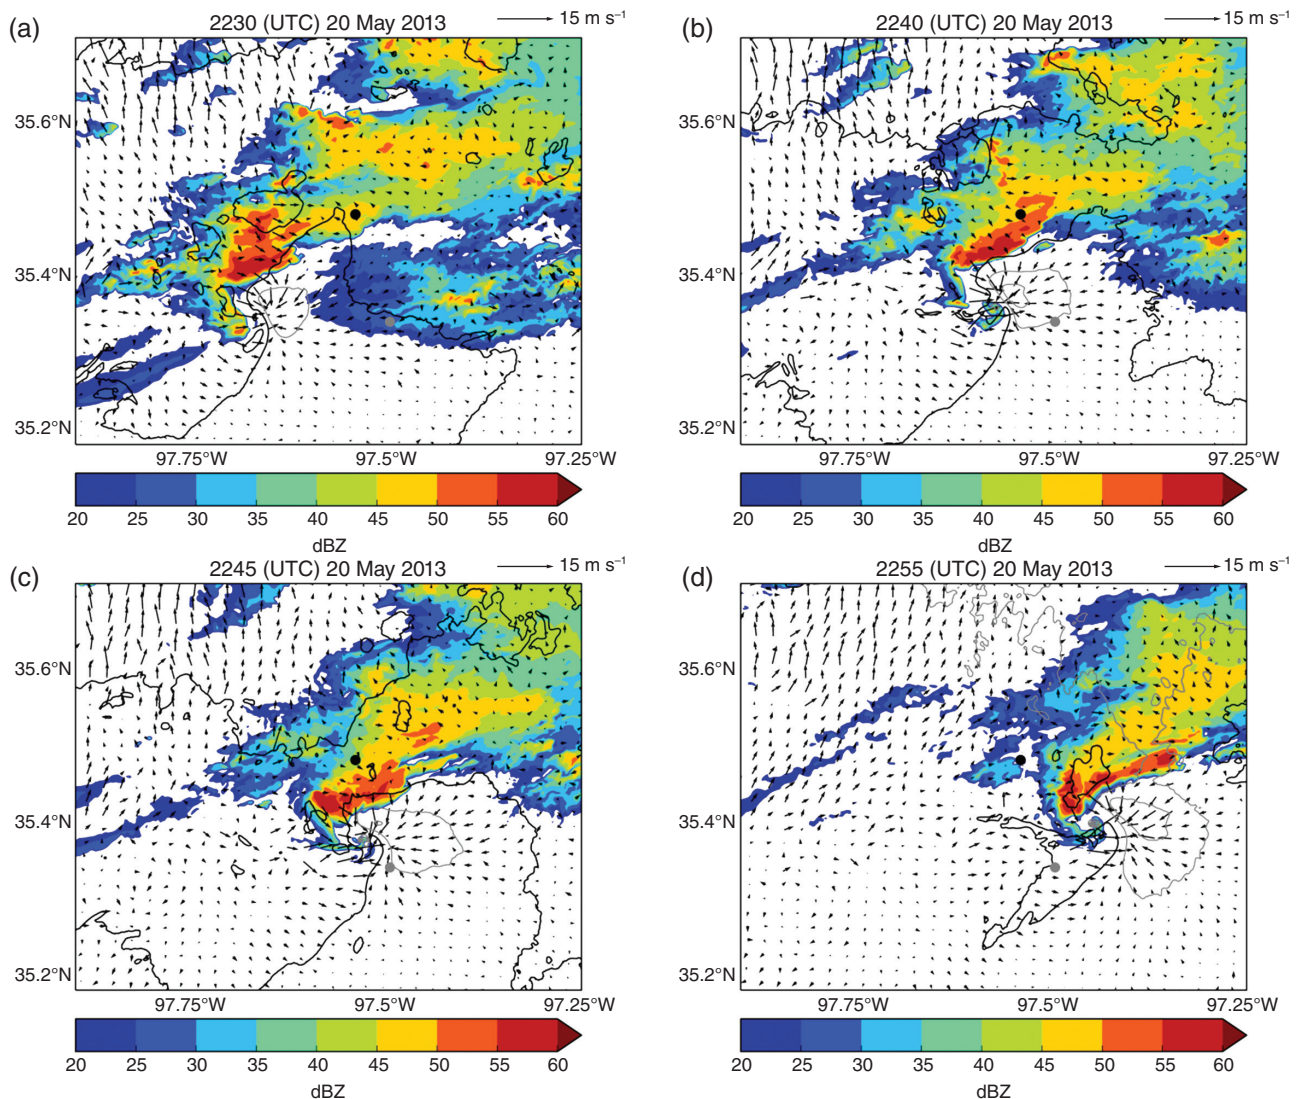 (a) 2230 (UTC) 20 May 2013 15 m s⁻¹
35.6°N
35.4°N
35.2°N
97.75°W 97.5°W 97.25°W
20 25 30 35 40 45 50 55 60
dBZ
(b) 2240 (UTC) 20 May 2013 15 m s⁻¹
35.6°N
35.4°N
35.2°N
97.75°W 97.5°W 97.25°W
20 25 30 35 40 45 50 55 60
dBZ
(c) 2245 (UTC) 20 May 2013 15 m s⁻¹
35.6°N
35.4°N
35.2°N
97.75°W 97.5°W 97.25°W
20 25 30 35 40 45 50 55 60
dBZ
(d) 2255 (UTC) 20 May 2013 15 m s⁻¹
35.6°N
35.4°N
35.2°N
97.75°W 97.5°W 97.25°W
20 25 30 35 40 45 50 55 60
dBZ